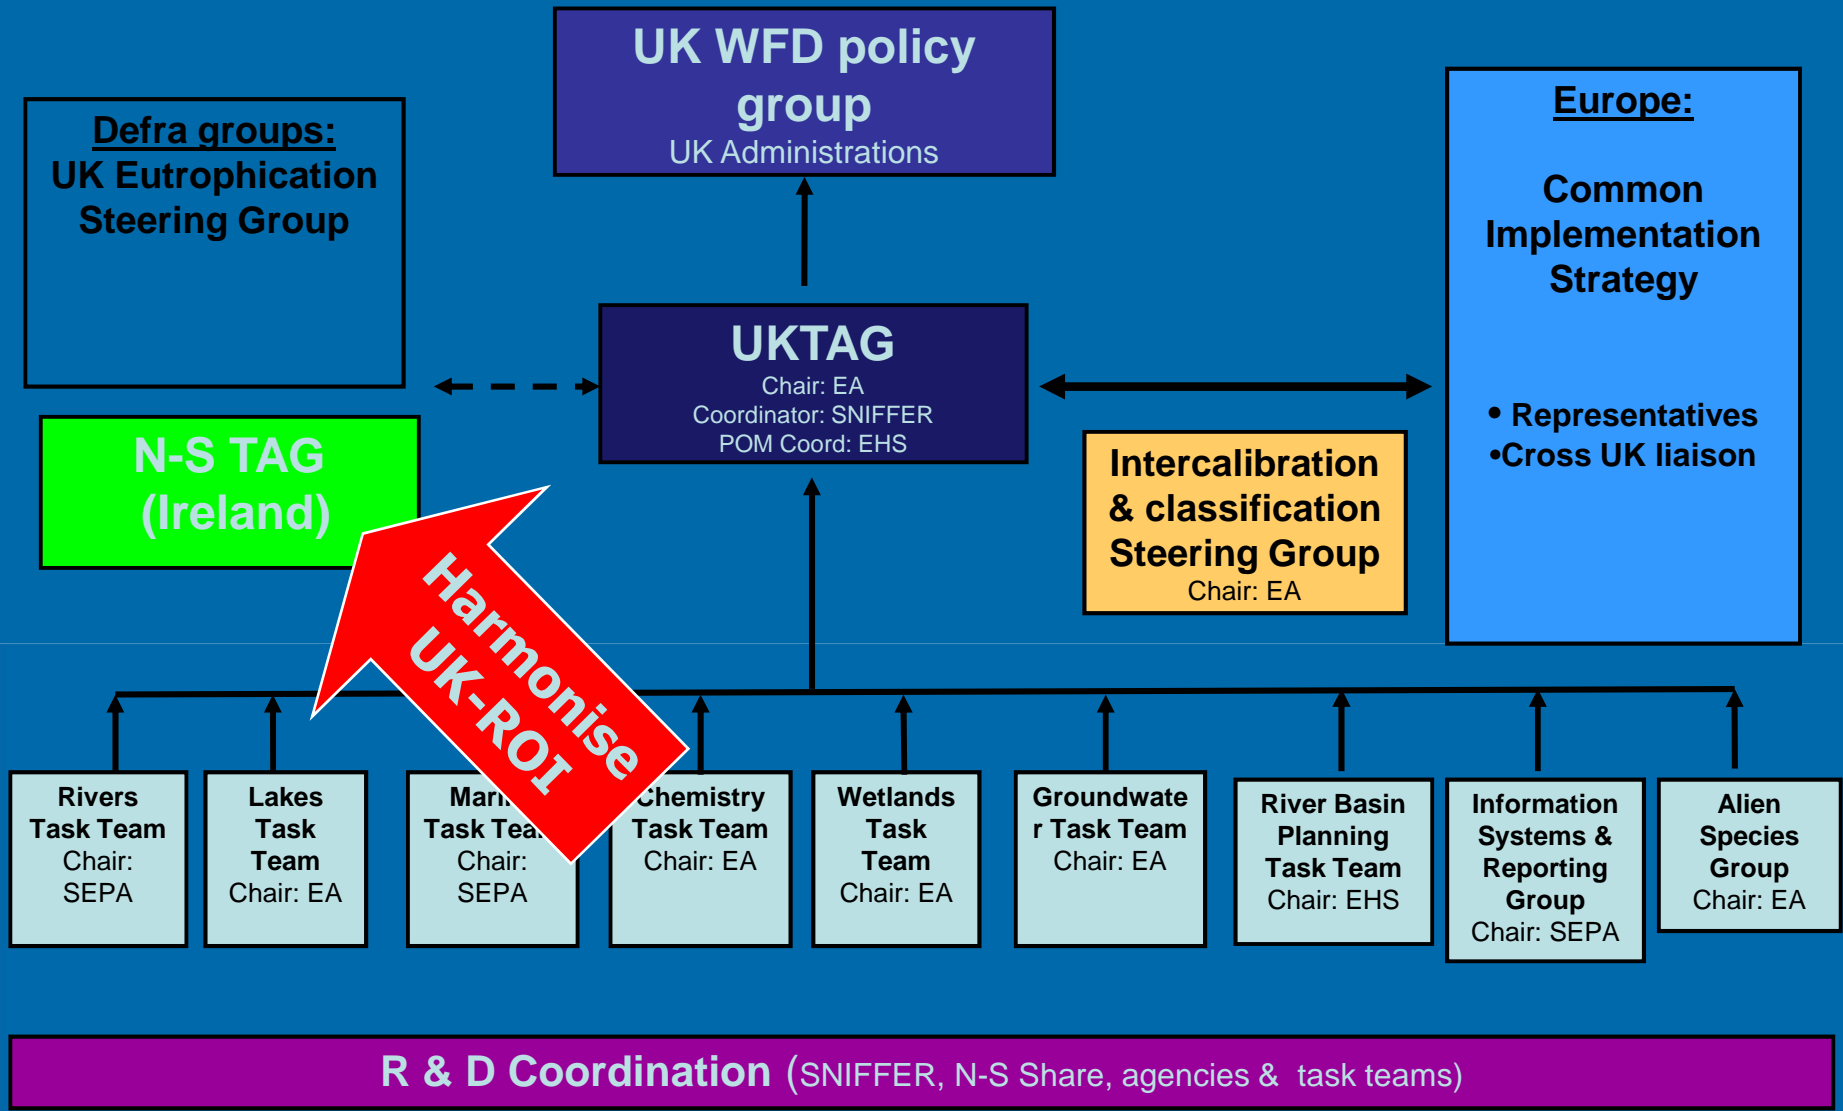 UK WFD policy
group
UK Administrations
Defra groups:
UK Eutrophication
Steering Group
Europe:
Common
Implementation
Strategy
• Representatives
•Cross UK liaison
UKTAG
Chair: EA
Coordinator: SNIFFER
POM Coord: EHS
N-S TAG
(Ireland)
Intercalibration
& classification
Steering Group
Chair: EA
Harmonise
UK-ROI
Rivers
Task Team
Chair:
SEPA
Lakes
Task
Team
Chair: EA
Task
Chair:
SEPA
Chemistry
Task Team
Chair: EA
Wetlands
Task
Team
Chair: EA
Groundwate
r Task Team
Chair: EA
River Basin
Planning
Task Team
Chair: EHS
Information
Systems &
Reporting
Group
Chair: SEPA
Alien
Species
Group
Chair: EA
R & D Coordination (SNIFFER, N-S Share, agencies & task teams)